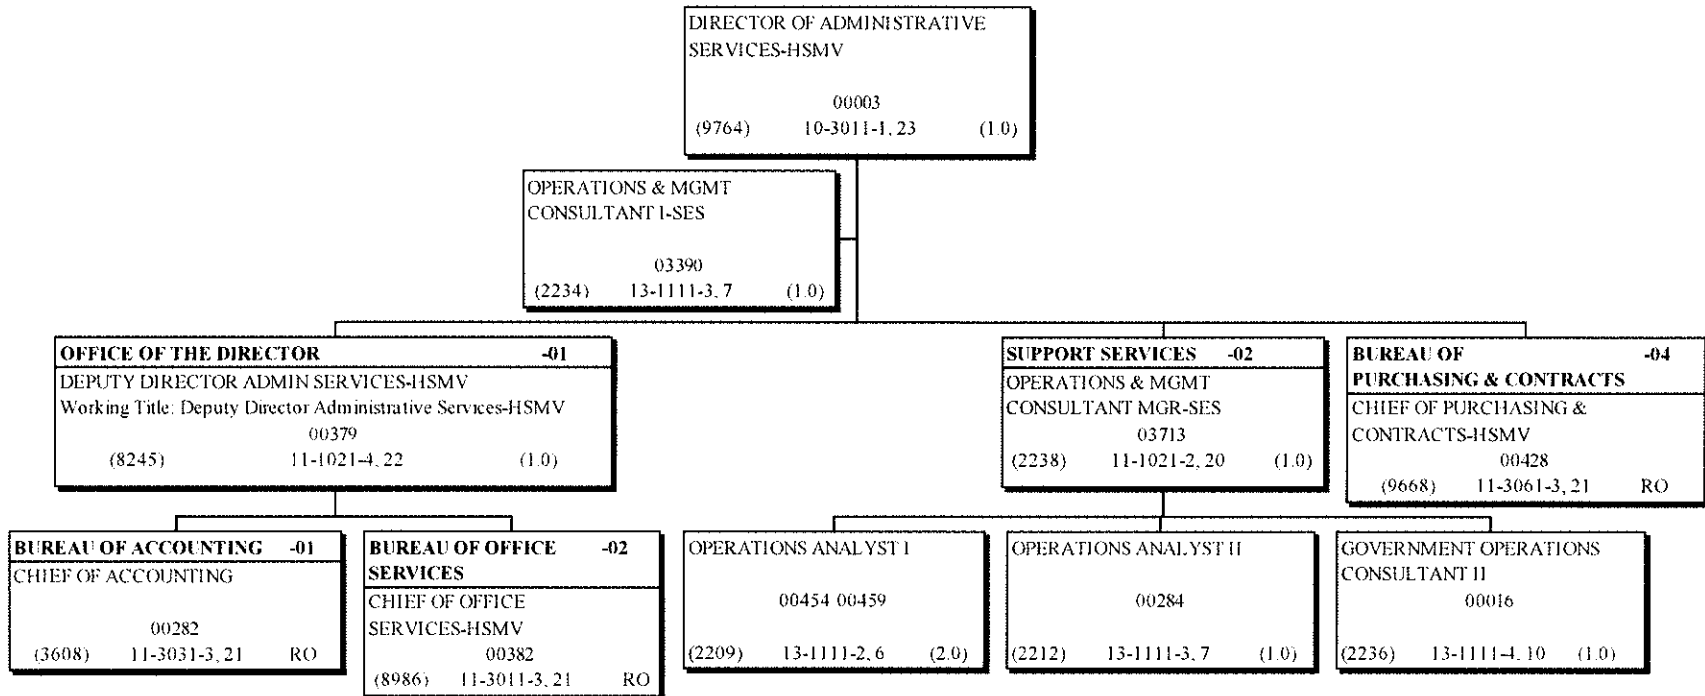 DIRECTOR OF ADMINISTRATIVE
SERVICES-HSMV
00003
(9764) 10-3011-1, 23 (1.0)
OPERATIONS & MGMT
CONSULTANT I-SES
03390
(2234) 13-1111-3, 7 (1.0)
OFFICE OF THE DIRECTOR -01
DEPUTY DIRECTOR ADMIN SERVICES-HSMV
Working Title: Deputy Director Administrative Services-HSMV
00379
(8245) 11-1021-4, 22 (1.0)
SUPPORT SERVICES -02
OPERATIONS & MGMT
CONSULTANT MGR-SES
03713
(2238) 11-1021-2, 20 (1.0)
BUREAU OF -04
PURCHASING & CONTRACTS
CHIEF OF PURCHASING &
CONTRACTS-HSMV
00428
(9668) 11-3061-3, 21 RO
BUREAU OF ACCOUNTING -01
CHIEF OF ACCOUNTING
00282
(3608) 11-3031-3, 21 RO
BUREAU OF OFFICE -02
SERVICES
CHIEF OF OFFICE
SERVICES-HSMV
00382
(8986) 11-3011-3, 21 RO
OPERATIONS ANALYST I
00454 00459
(2209) 13-1111-2, 6 (2.0)
OPERATIONS ANALYST II
00284
(2212) 13-1111-3, 7 (1.0)
GOVERNMENT OPERATIONS
CONSULTANT II
00016
(2236) 13-1111-4, 10 (1.0)